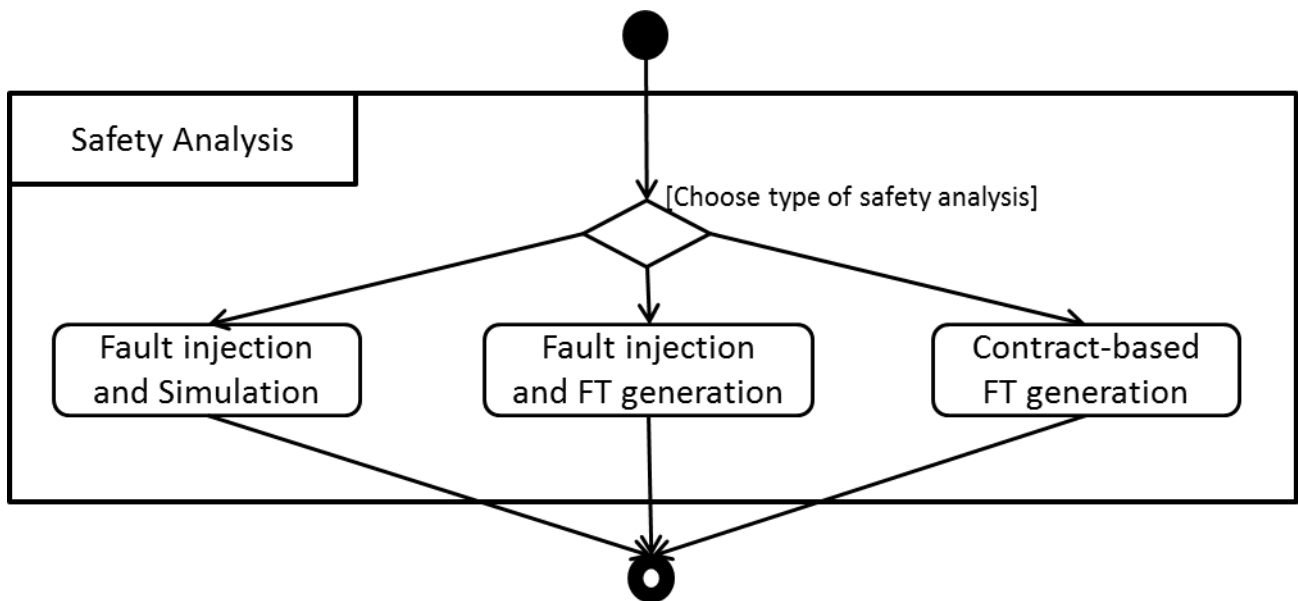 Safety Analysis
[Choose type of safety analysis]
Fault injection
and Simulation
Fault injection
and FT generation
Contract-based
FT generation